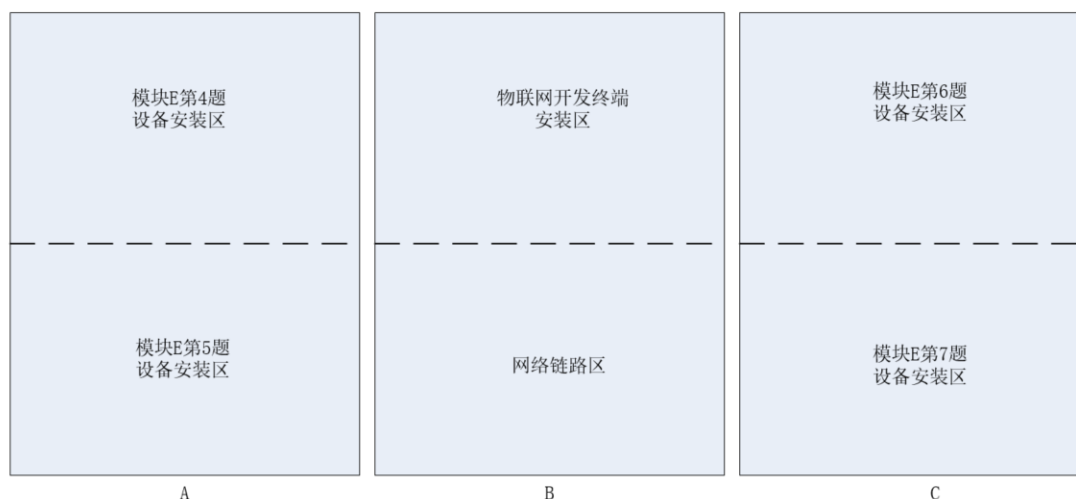 模块E第4题
设备安装区
物联网开发终端
安装区
模块E第6题
设备安装区
模块E第5题
设备安装区
网络链路区
模块E第7题
设备安装区
A
B
C